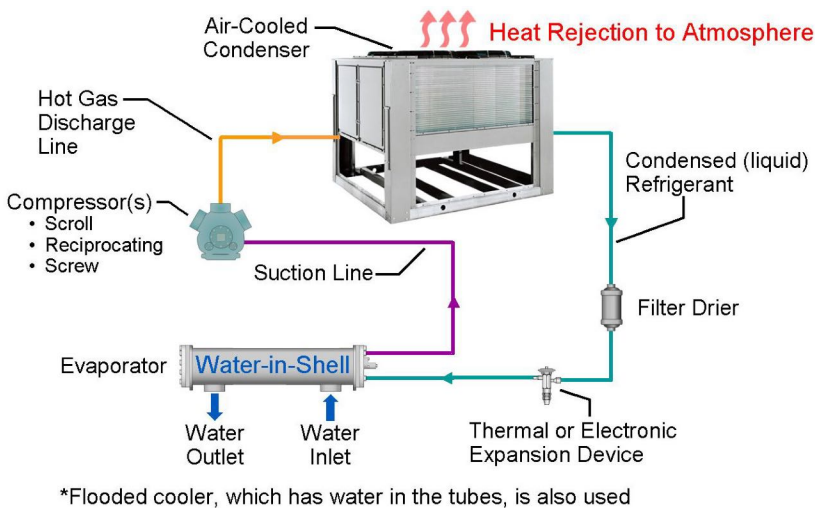 Air-Cooled
Condenser
Heat Rejection to Atmosphere
Hot Gas
Discharge
Line
Condensed (liquid)
Refrigerant
Compressor(s)
• Scroll
• Reciprocating
• Screw
Suction Line
Filter Drier
Evaporator
Water-in-Shell
Water
Outlet
Water
Inlet
Thermal or Electronic
Expansion Device
*Flooded cooler, which has water in the tubes, is also used